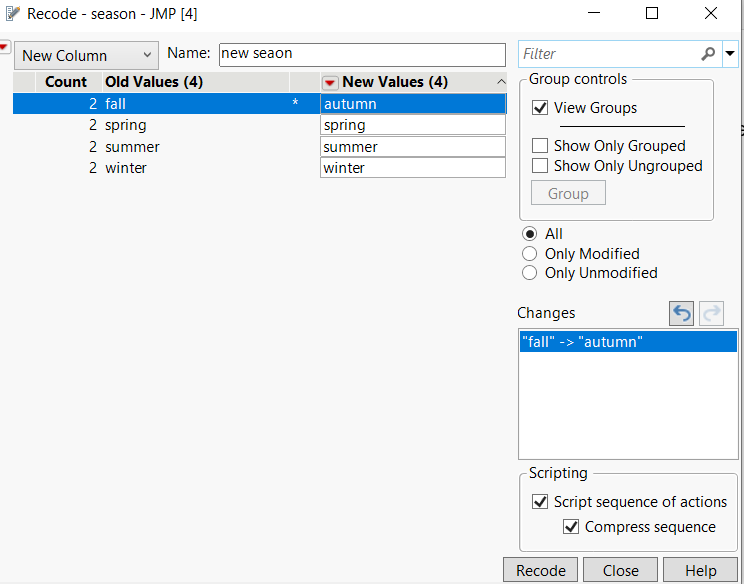 Recode - season - JMP [4]
New Column Name: new seaon
Filter
Count Old Values (4) New Values (4)
2 fall * autumn
2 spring spring
2 summer summer
2 winter winter
Group controls
View Groups
Show Only Grouped
Show Only Ungrouped
Group
All
Only Modified
Only Unmodified
Changes
"fall" -> "autumn"
Scripting
Script sequence of actions
Compress sequence
Recode Close Help